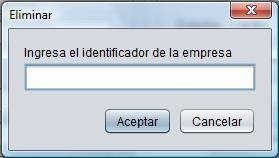 Eliminar
Ingresa el identificador de la empresa
Aceptar
Cancelar